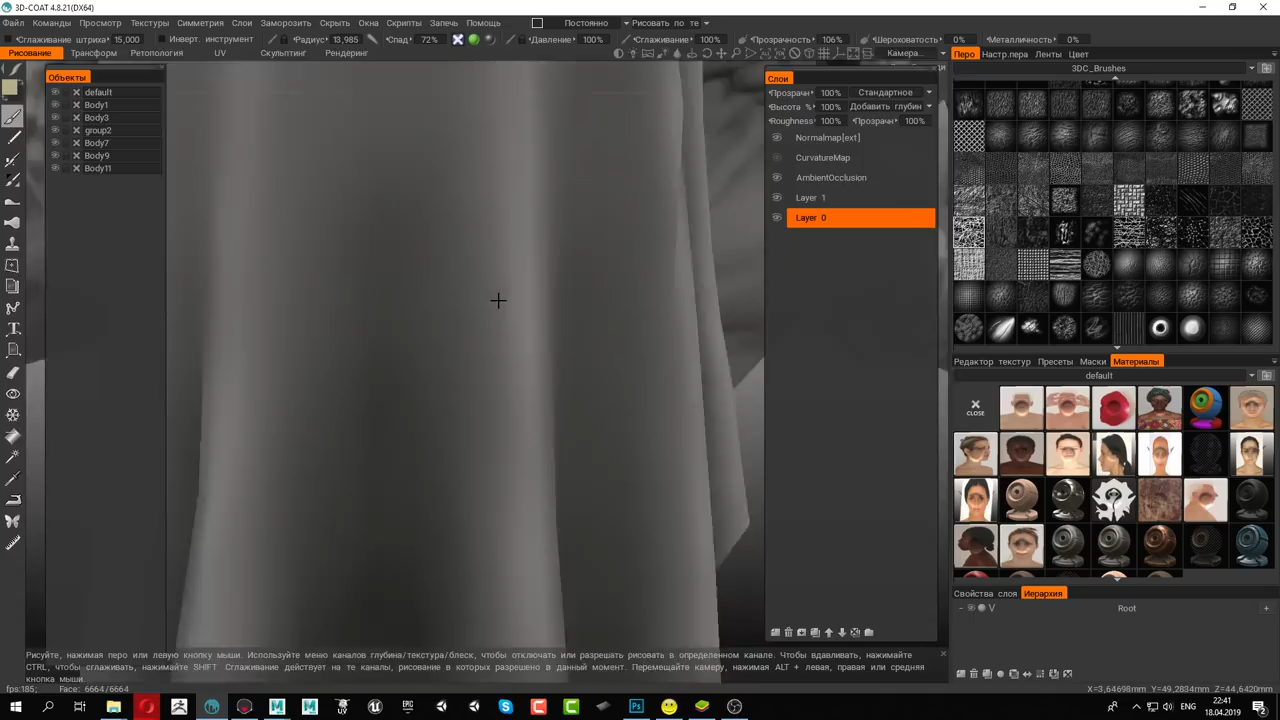 3D-COAT 4.8.21(DX64)
Файл Команды Просмотр Текстуры Симметрия Слои Заморозить Скрыть Окна Скрипты Запечь Помощь Постоянно Рисовать по те
Сглаживание штриха 15,000 Инверт. инструмент Радиус 13,985 Спад 72% Давление 100% Сглаживание 100% Прозрачность 106% Шероховатость 0% Металличность 0%
Рисование Трансформ Ретопология UV Скульптинг Рендеринг Камера...
Перо Настр.пера Ленты Цвет
3DC_Brushes
Объекты
default
Body1
Body3
group2
Body7
Body9
Body11
Слои
Прозрачн 100% Стандартное
Высота % 100% Добавить глубин
Roughness 100% Прозрачн 100%
Normalmap[ext]
CurvatureMap
AmbientOcclusion
Layer 1
Layer 0
Редактор текстур Пресеты Маски Материалы
default
CLOSE
Свойства слоя Иерархия
V Root
Рисуйте, нажимая перо или левую кнопку мыши. Используйте меню каналов глубина/текстура/блеск, чтобы отключить или разрешать рисовать в определенном канале. Вдавить, нажимайте
CTRL, чтобы сглаживать, нажимайте SHIFT Сглаживание действует на те каналы, рисование в которых разрешено в данный момент. Перемещайте камеру, нажимая ALT + левая, правая или средняя
кнопка мыши.
fps:185; Face: 6664/6664 X=3,64698mm Y=49,2834mm Z=44,6420mm
UV EPIC ENG 22:41
18.04.2019 2